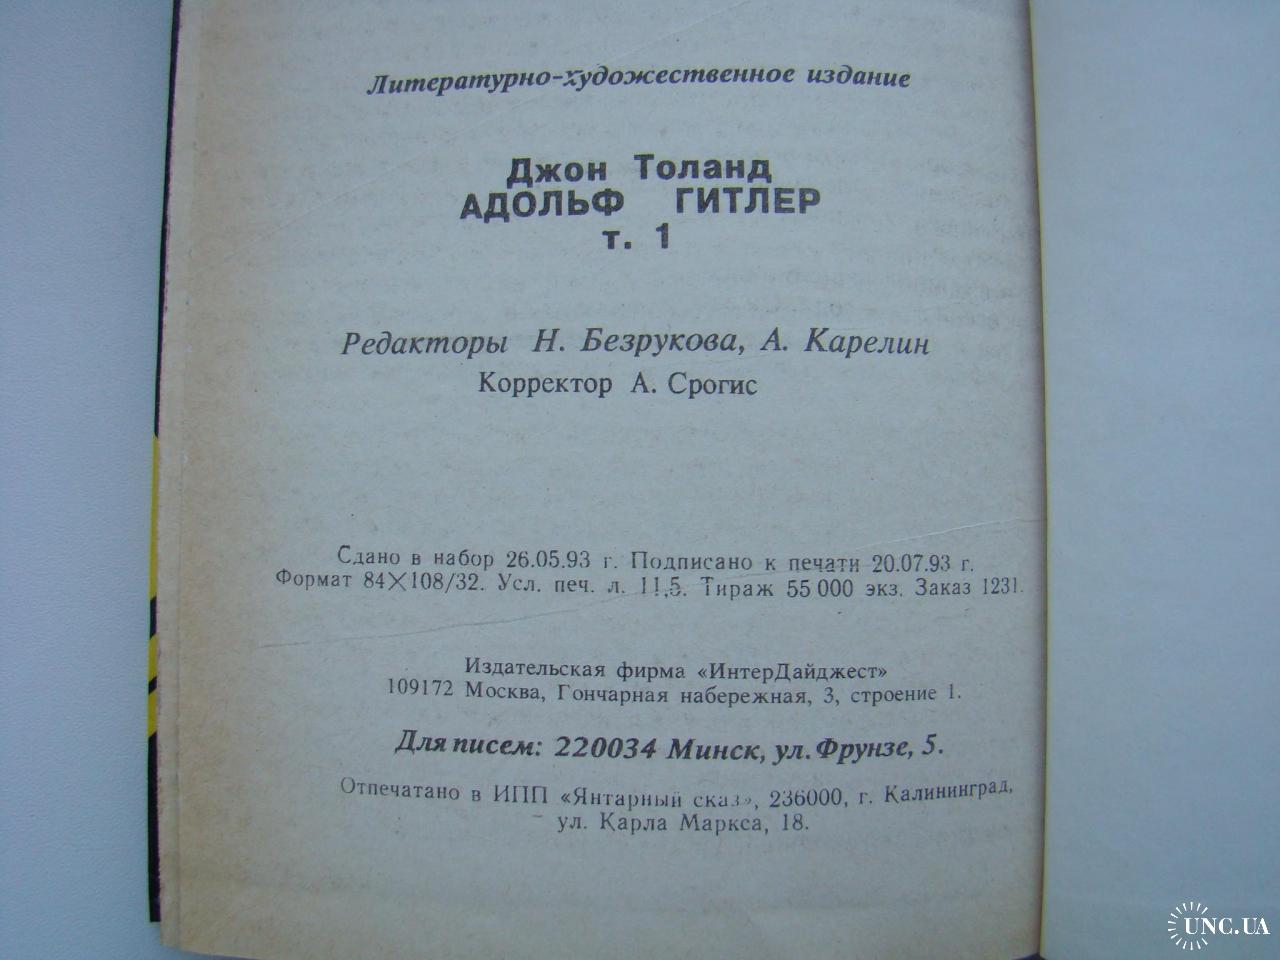 Литературно-художественное издание
Джон Толанд
АДОЛЬФ ГИТЛЕР
т. 1
Редакторы Н. Безрукова, А. Карелин
Корректор А. Срогис
Сдано в набор 26.05.93 г. Подписано к печати 20.07.93 г.
Формат 84×108/32. Усл. печ. л. 11,5. Тираж 55 000 экз. Заказ 1231.
Издательская фирма «ИнтерДайджест»
109172 Москва, Гончарная набережная, 3, строение 1.
Для писем: 220034 Минск, ул. Фрунзе, 5.
Отпечатано в ИПП «Янтарный сказ», 236000, г. Калининград,
ул. Карла Маркса, 18.
UNC.UA